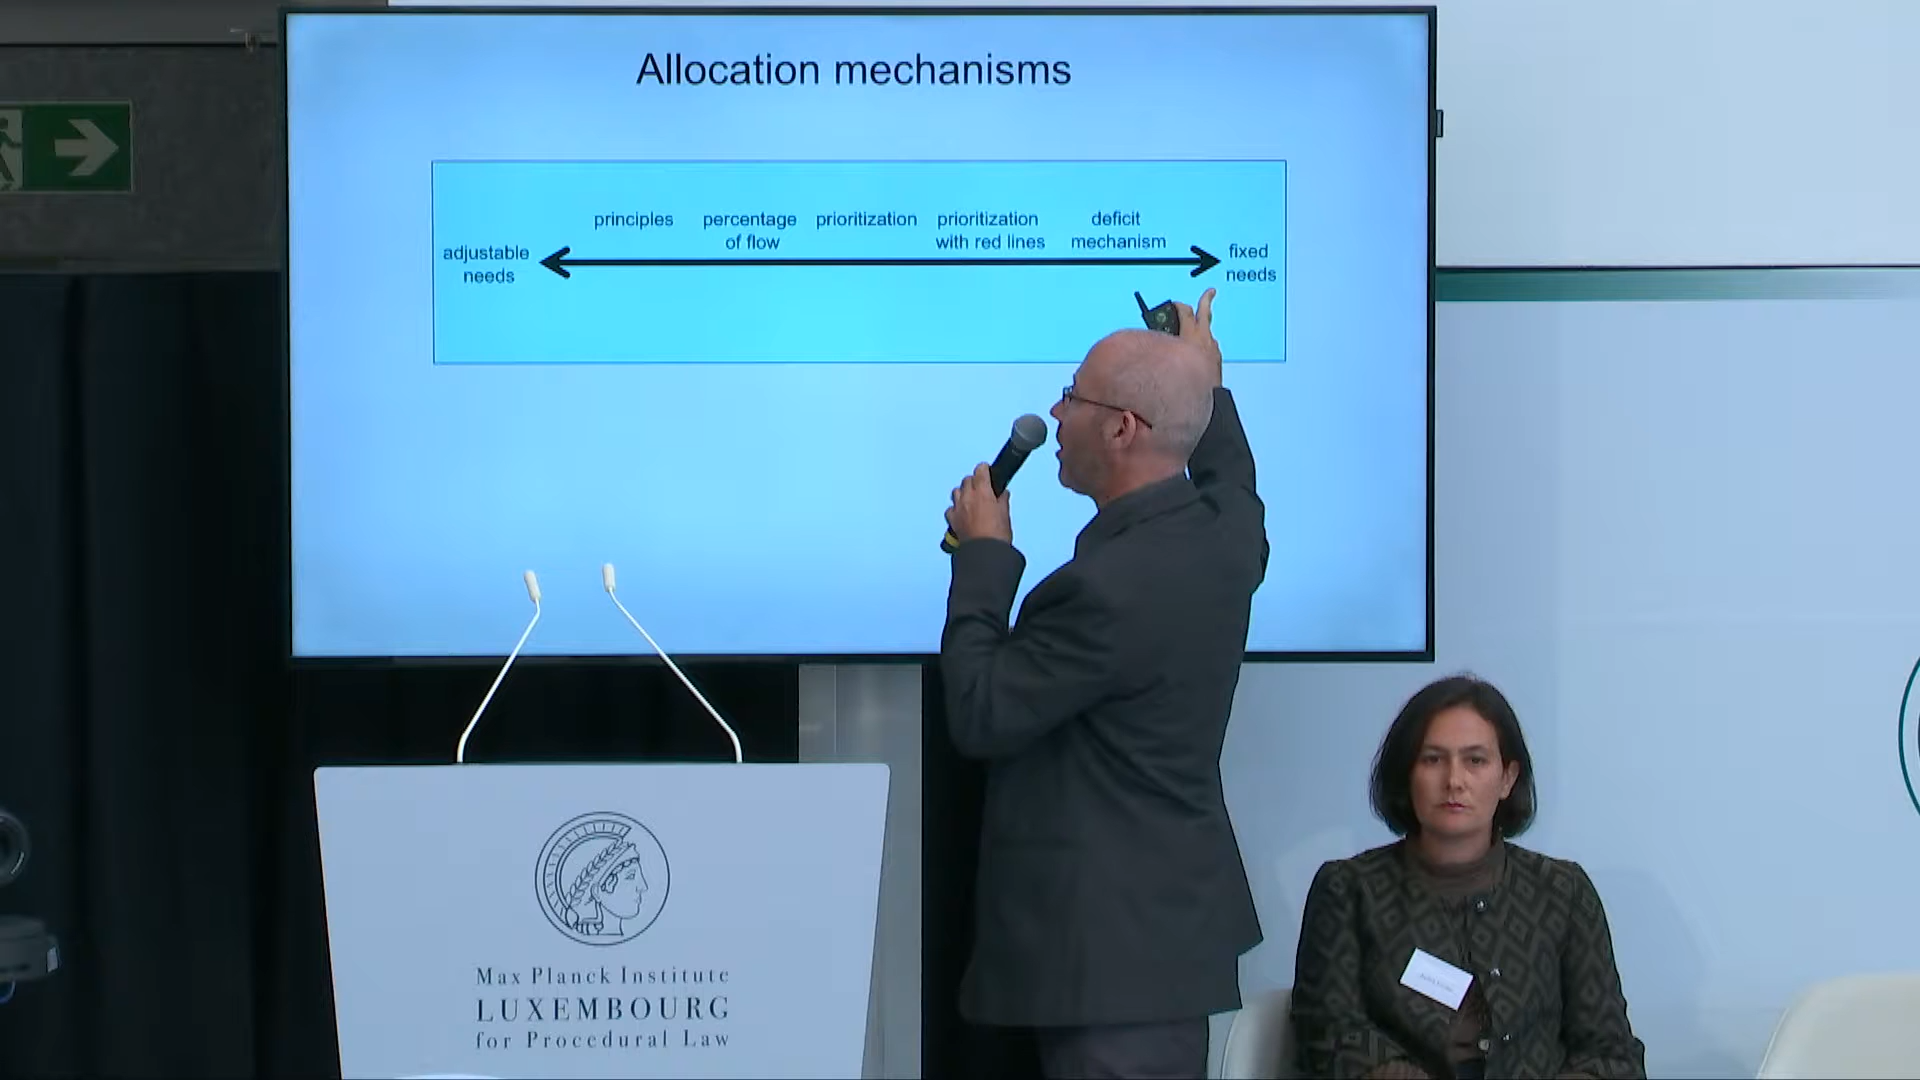 Allocation mechanisms
principles
percentage
of flow
prioritization
prioritization
with red lines
deficit
mechanism
adjustable
needs
fixed
needs
Max Planck Institute
LUXEMBOURG
for Procedural Law